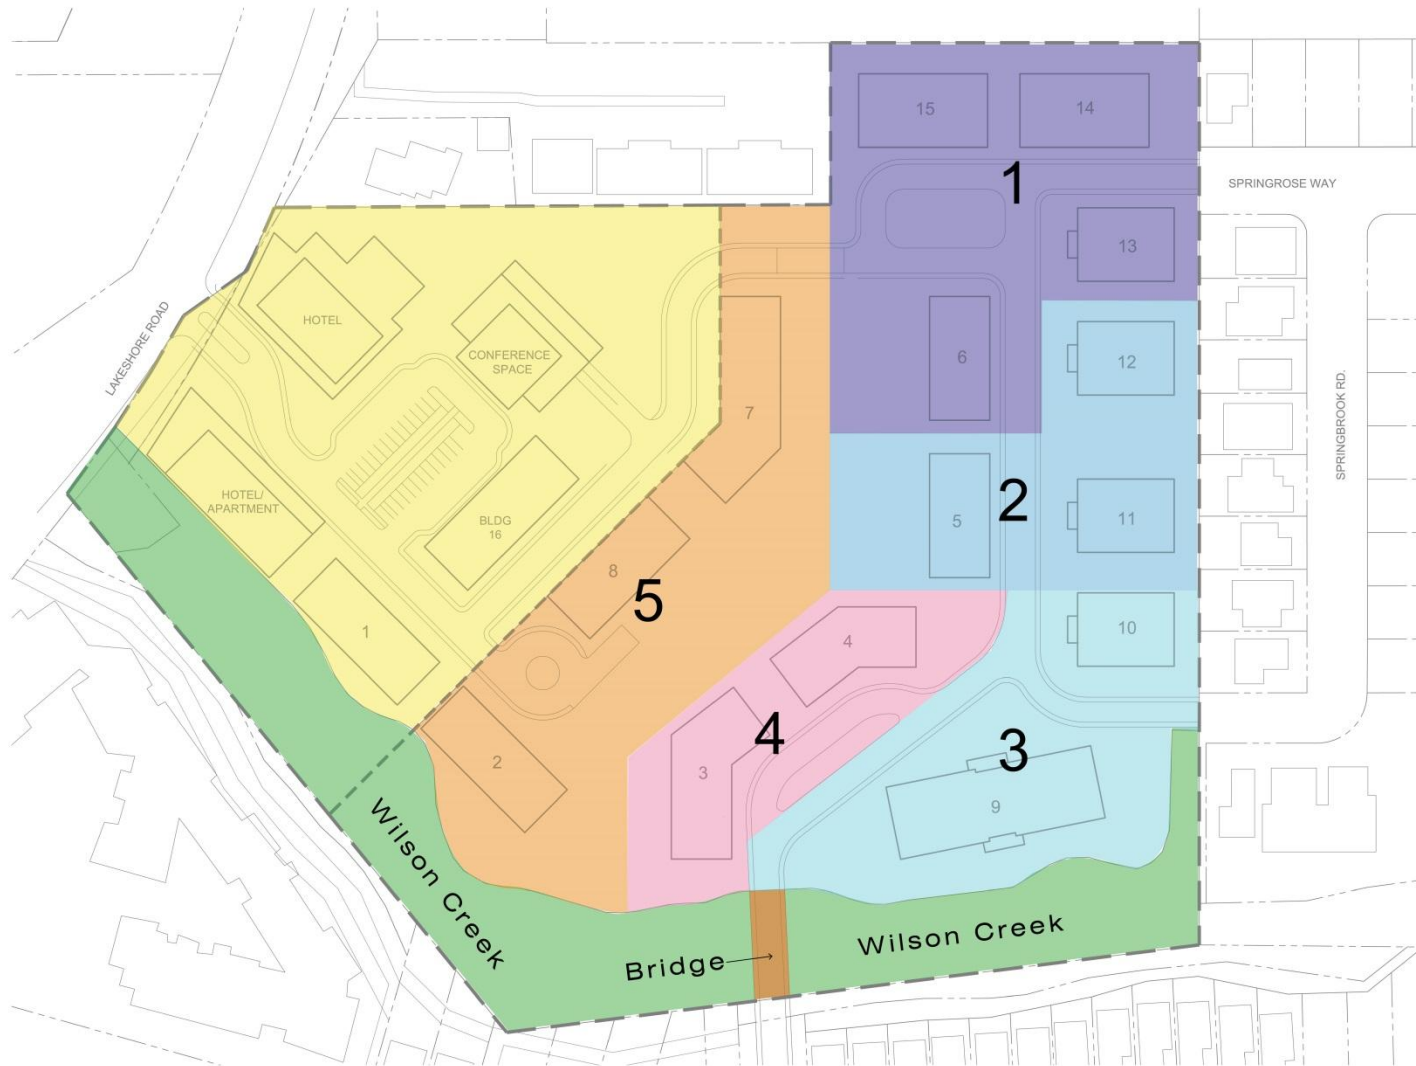 15
14
1
SPRINGROSE WAY
13
HOTEL
CONFERENCE
SPACE
6
12
LAKESHORE ROAD
7
SPRINGBROOK RD.
HOTEL/
APARTMENT
BLDG
16
5
2
11
8
5
1
4
10
2
3
4
3
9
Wilson Creek
Wilson Creek
Bridge